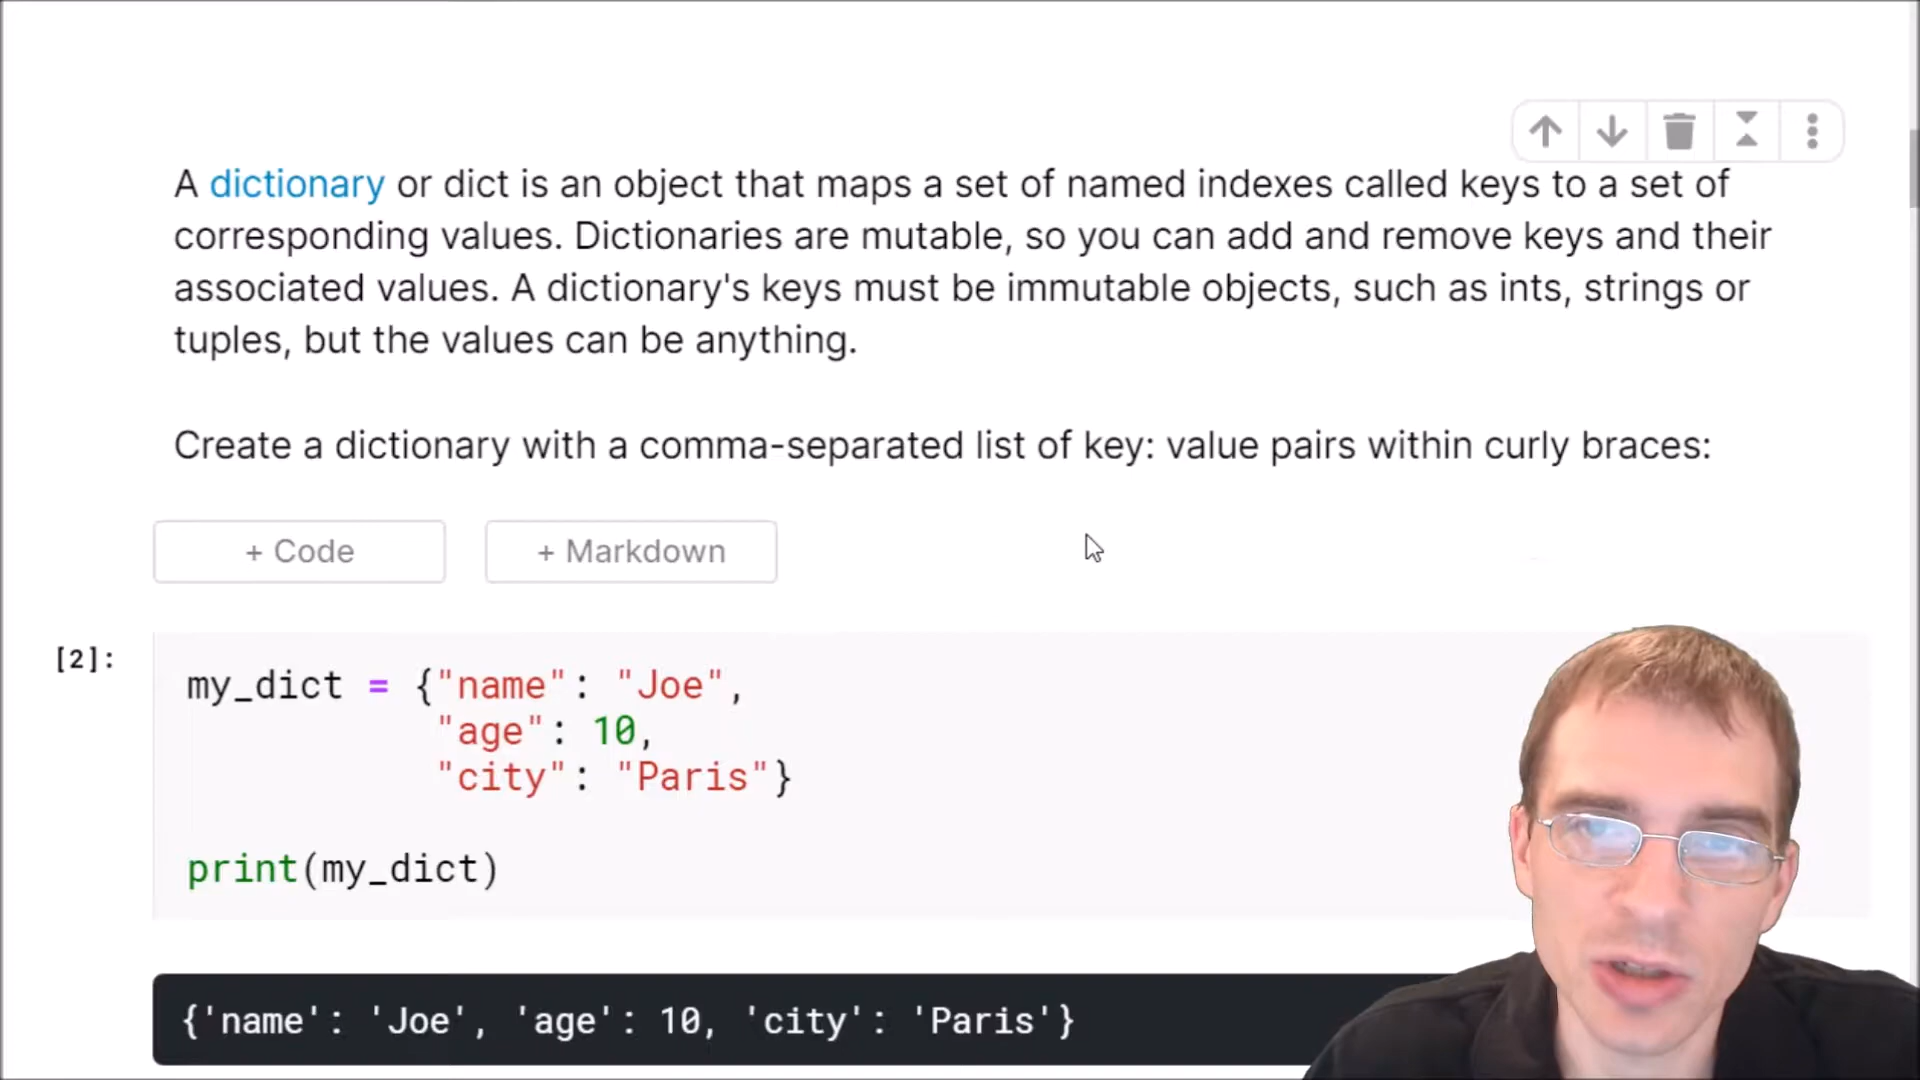 A dictionary or dict is an object that maps a set of named indexes called keys to a set of
corresponding values. Dictionaries are mutable, so you can add and remove keys and their
associated values. A dictionary's keys must be immutable objects, such as ints, strings or
tuples, but the values can be anything.
Create a dictionary with a comma-separated list of key: value pairs within curly braces:
+ Code
+ Markdown
[2]:
my_dict = {"name": "Joe",
"age": 10,
"city": "Paris"}
print(my_dict)
{'name': 'Joe', 'age': 10, 'city': 'Paris'}